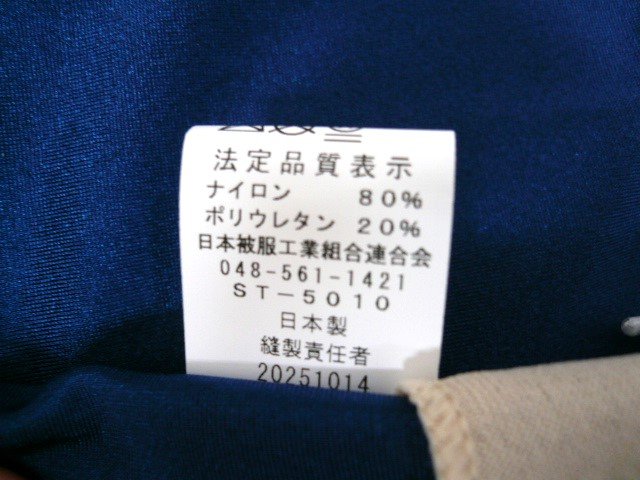 法定品質表示
ナイロン　　８０％
ポリウレタン　２０％
日本被服工業組合連合会
０４８－５６１－１４２１
ＳＴ－５０１０
日本製
縫製責任者
20251014